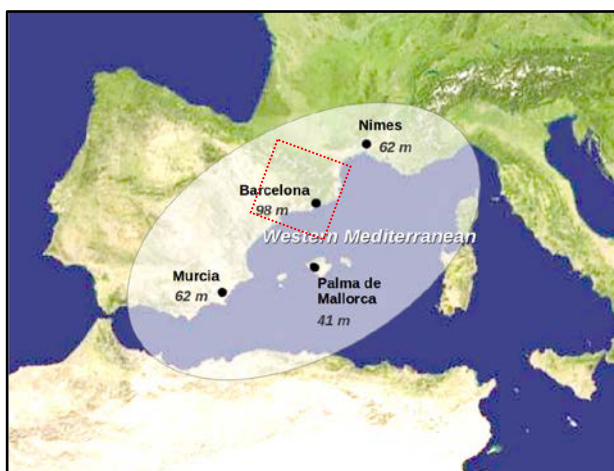 Nimes
62 m
Barcelona
98 m
Western Mediterranean
Murcia
62 m
Palma de
Mallorca
41 m